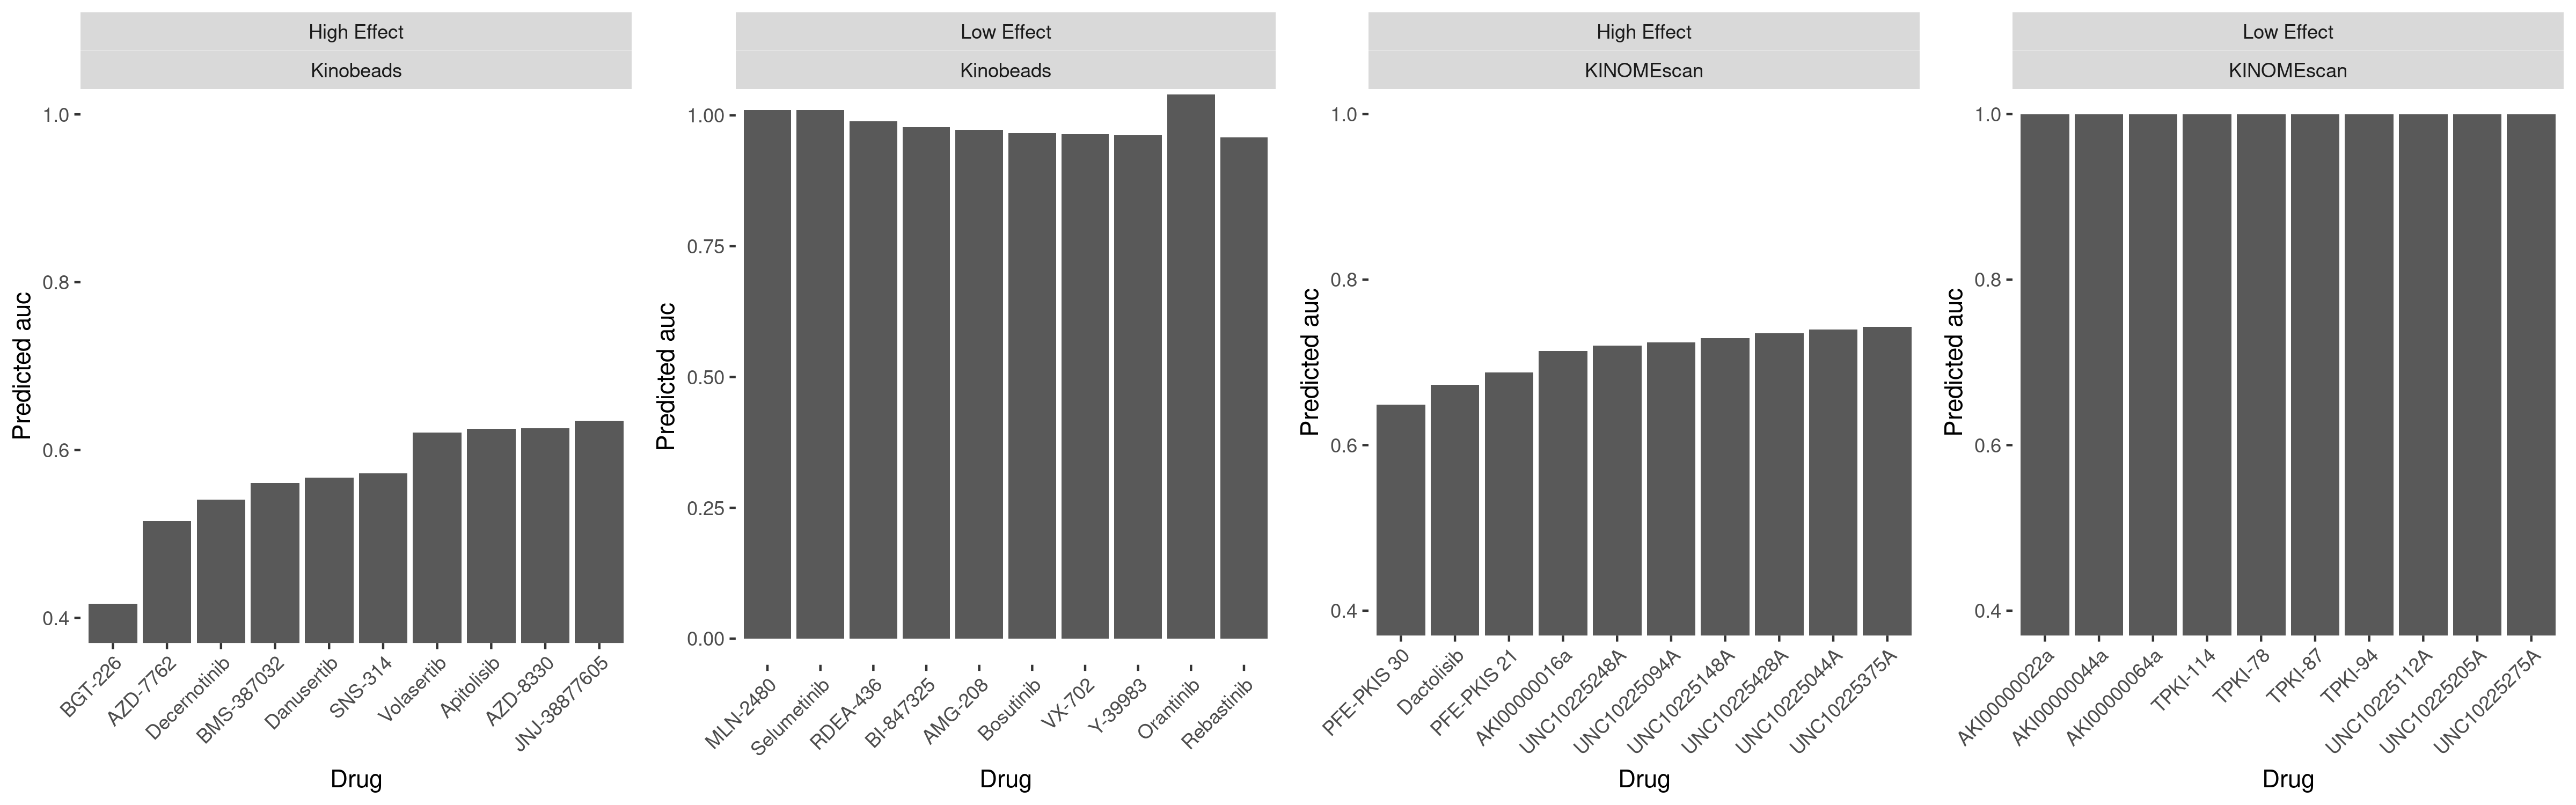 High Effect
Kinobeads
Predicted auc
1.0
0.8
0.6
0.4
BGT-226
AZD-7762
Decernotinib
BMS-387032
Danusertib
SNS-314
Volasertib
Apitolisib
AZD-8330
JNJ-38877605
Drug
Low Effect
Kinobeads
Predicted auc
1.00
0.75
0.50
0.25
0.00
MLN-2480
Selumetinib
RDEA-436
BI-847325
AMG-208
Bosutinib
VX-702
Y-39983
Orantinib
Rebastinib
Drug
High Effect
KINOMEscan
Predicted auc
1.0
0.8
0.6
0.4
PFE-PKIS 30
Dactolisib
PFE-PKIS 21
AKI0000016a
UNC10225248A
UNC10225094A
UNC10225148A
UNC10225428A
UNC10225044A
UNC10225375A
Drug
Low Effect
KINOMEscan
Predicted auc
1.0
0.8
0.6
0.4
AKI0000022a
AKI0000044a
AKI0000064a
TPKI-114
TPKI-78
TPKI-87
TPKI-94
UNC10225112A
UNC10225205A
UNC10225275A
Drug